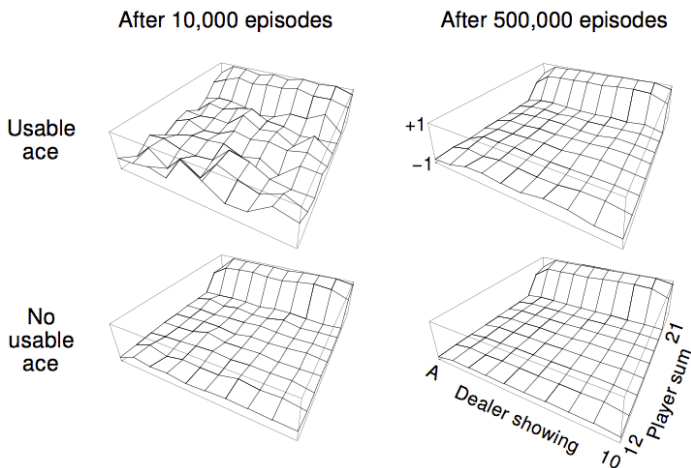 After 10,000 episodes
After 500,000 episodes
Usable
ace
+1
−1
No
usable
ace
A
Dealer showing
10
12
Player sum
21